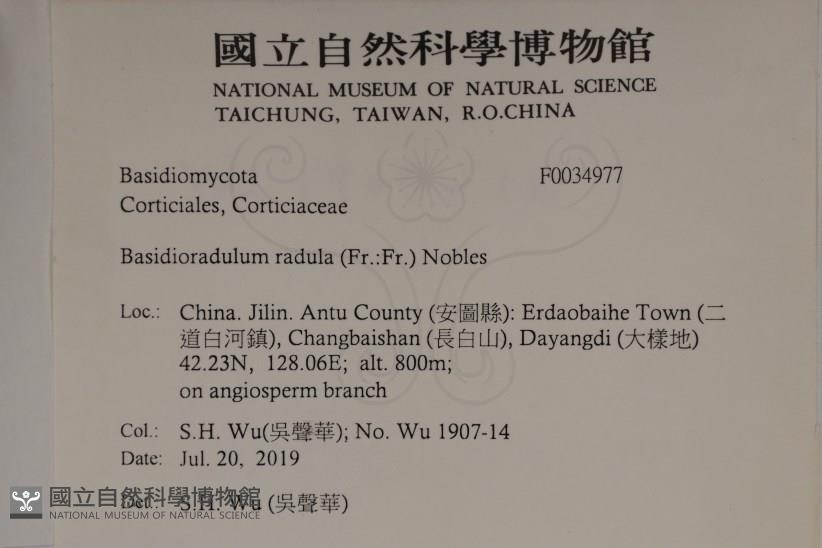 國立自然科學博物館
NATIONAL MUSEUM OF NATURAL SCIENCE
TAICHUNG, TAIWAN, R.O.CHINA
Basidiomycota F0034977
Corticiales, Corticiaceae
Basidioradulum radula (Fr.:Fr.) Nobles
Loc.: China. Jilin. Antu County (安圖縣): Erdaobaihe Town (二
道白河鎮), Changbaishan (長白山), Dayangdi (大樣地)
42.23N, 128.06E; alt. 800m;
on angiosperm branch
Col.: S.H. Wu(吳聲華); No. Wu 1907-14
Date: Jul. 20, 2019
Det.: S.H. Wu (吳聲華)
國立自然科學博物館
NATIONAL MUSEUM OF NATURAL SCIENCE